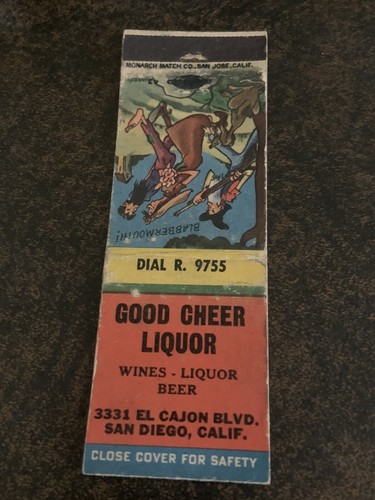 MONARCH MATCH CO., SAN JOSE, CALIF.
BLABBERMOUTH!
DIAL R. 9755
GOOD CHEER
LIQUOR
WINES - LIQUOR
BEER
3331 EL CAJON BLVD.
SAN DIEGO, CALIF.
CLOSE COVER FOR SAFETY